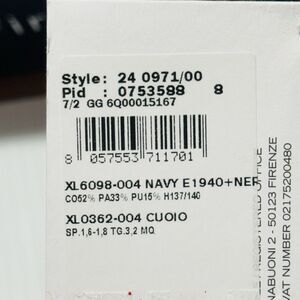 Style: 24 0971/00
Pid : 0753588 8
7/2 GG 6Q00015167
8 057553 711701
XL6098-004 NAVY E1940+NER
CO52% PA33% PU15% H137/140
XL0362-004 CUOIO
SP.1,6-1,8 TG.3,2 MQ
REGISTERED OFFICE
NABUONI 2 - 50123 FIRENZE
VAT NUMBER 02175200480